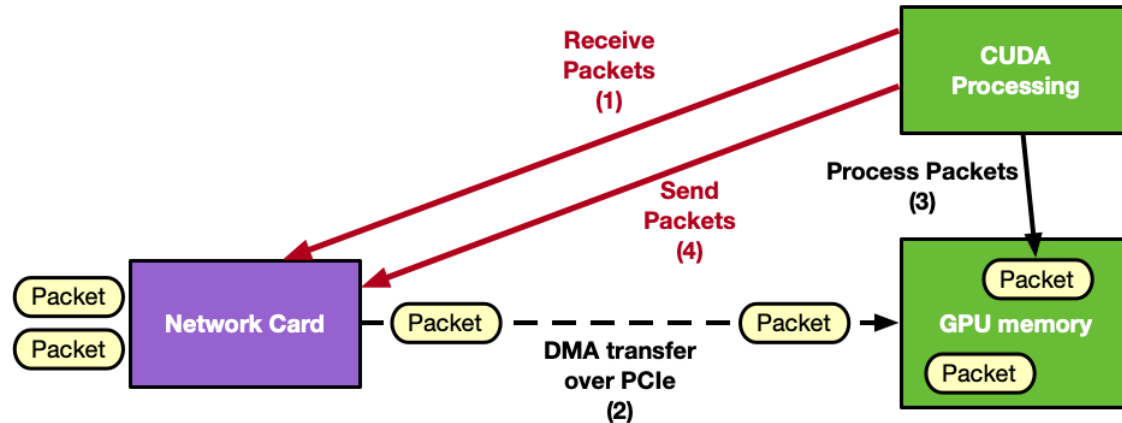 Receive
Packets
(1)
CUDA
Processing
Send
Packets
(4)
Process Packets
(3)
Packet
Packet
Network Card
Packet
Packet
DMA transfer
over PCIe
(2)
Packet
GPU memory
Packet